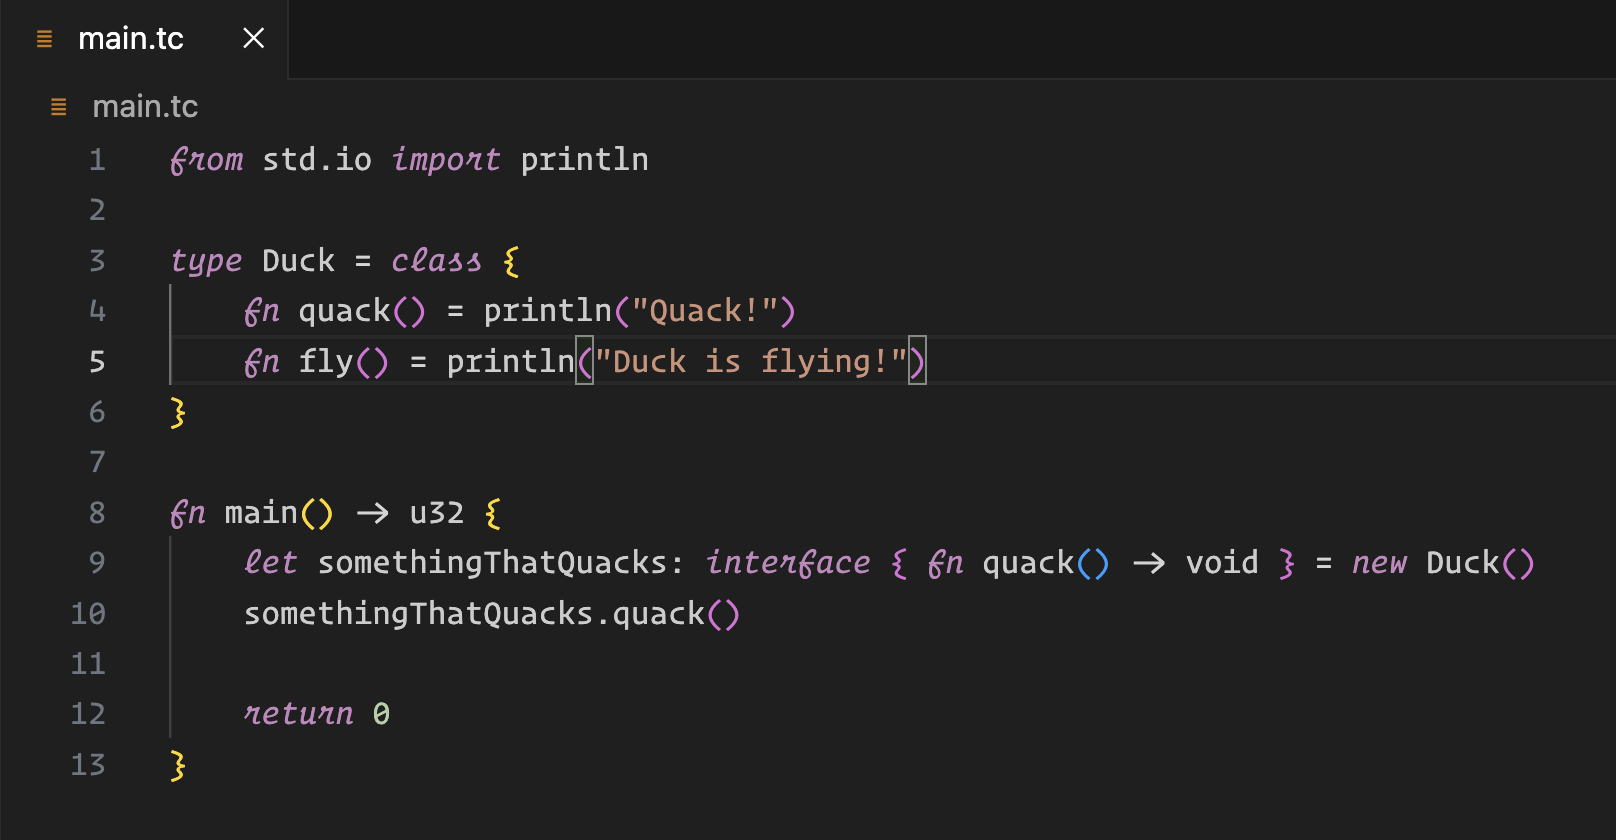 main.tc
main.tc
1 from std.io import println
2
3 type Duck = class {
4     fn quack() = println("Quack!")
5     fn fly() = println("Duck is flying!")
6 }
7
8 fn main() -> u32 {
9     let somethingThatQuacks: interface { fn quack() -> void } = new Duck()
10     somethingThatQuacks.quack()
11
12     return 0
13 }